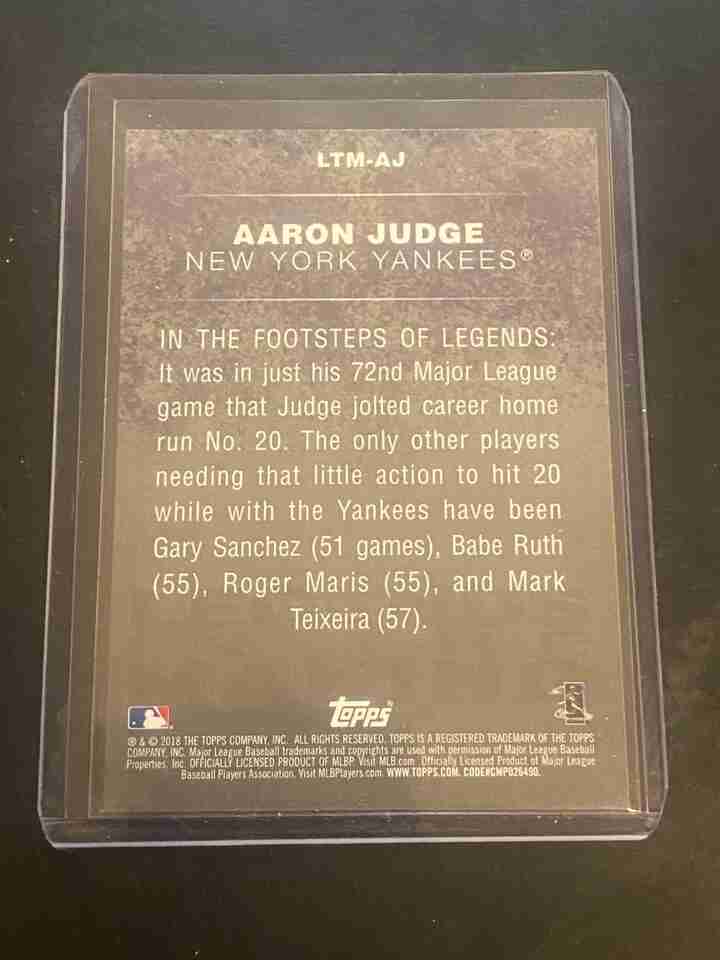 LTM-AJ
AARON JUDGE
NEW YORK YANKEES®
IN THE FOOTSTEPS OF LEGENDS:
It was in just his 72nd Major League
game that Judge jolted career home
run No. 20. The only other players
needing that little action to hit 20
while with the Yankees have been
Gary Sanchez (51 games), Babe Ruth
(55), Roger Maris (55), and Mark
Teixeira (57).
Topps
® & © 2018 THE TOPPS COMPANY, INC. ALL RIGHTS RESERVED. TOPPS IS A REGISTERED TRADEMARK OF THE TOPPS
COMPANY, INC. Major League Baseball trademarks and copyrights are used with permission of Major League Baseball
Properties, Inc. OFFICIALLY LICENSED PRODUCT OF MLBP. Visit MLB.com. Officially Licensed Product of Major League
Baseball Players Association. Visit MLBPlayers.com. WWW.TOPPS.COM. CODE#CMP026490.